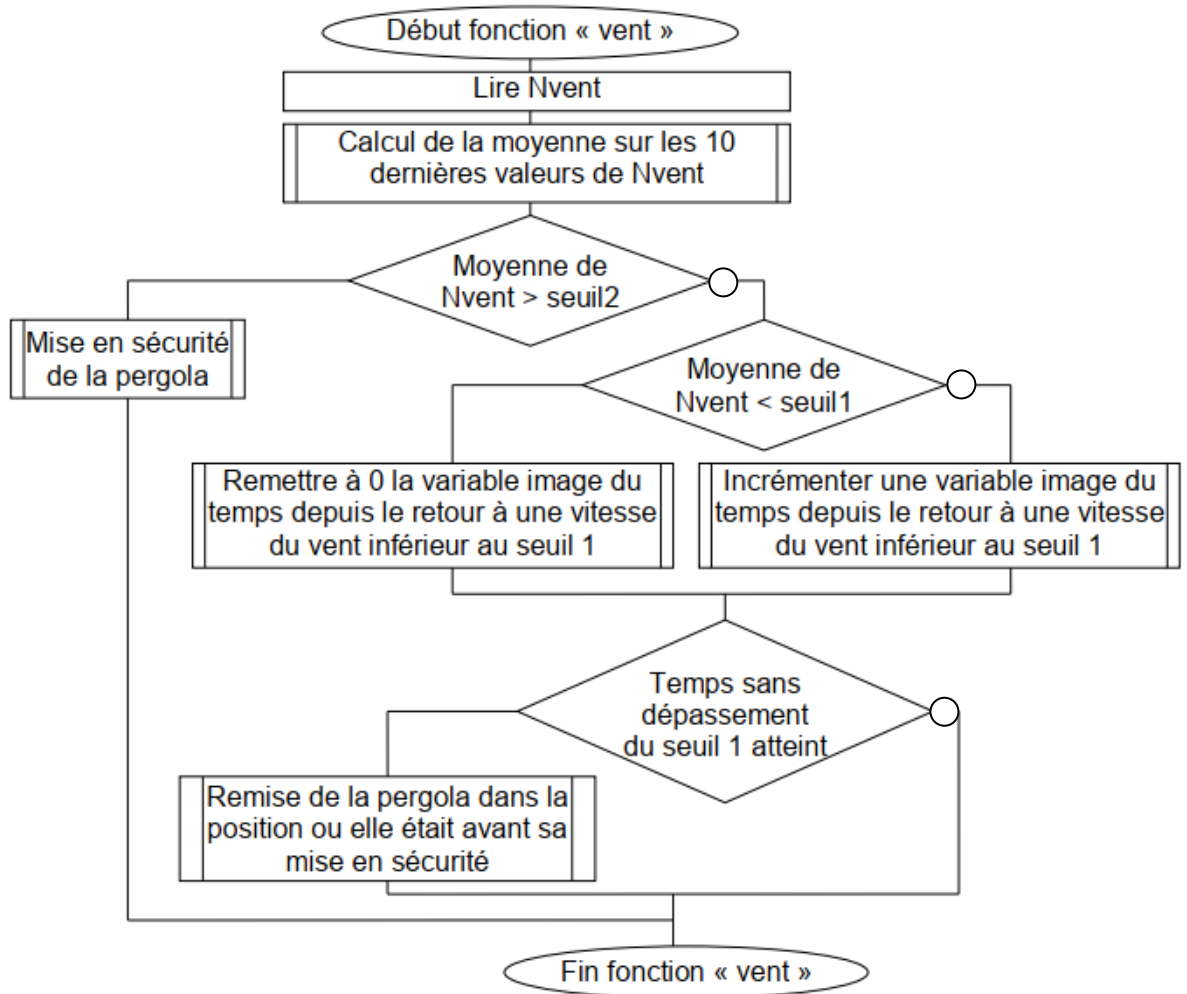 Début fonction « vent »
Lire Nvent
Calcul de la moyenne sur les 10
dernières valeurs de Nvent
Moyenne de
Nvent > seuil2
Mise en sécurité
de la pergola
Moyenne de
Nvent < seuil1
Remettre à 0 la variable image du
temps depuis le retour à une vitesse
du vent inférieur au seuil 1
Incrémenter une variable image du
temps depuis le retour à une vitesse
du vent inférieur au seuil 1
Temps sans
dépassement
du seuil 1 atteint
Remise de la pergola dans la
position ou elle était avant sa
mise en sécurité
Fin fonction « vent »